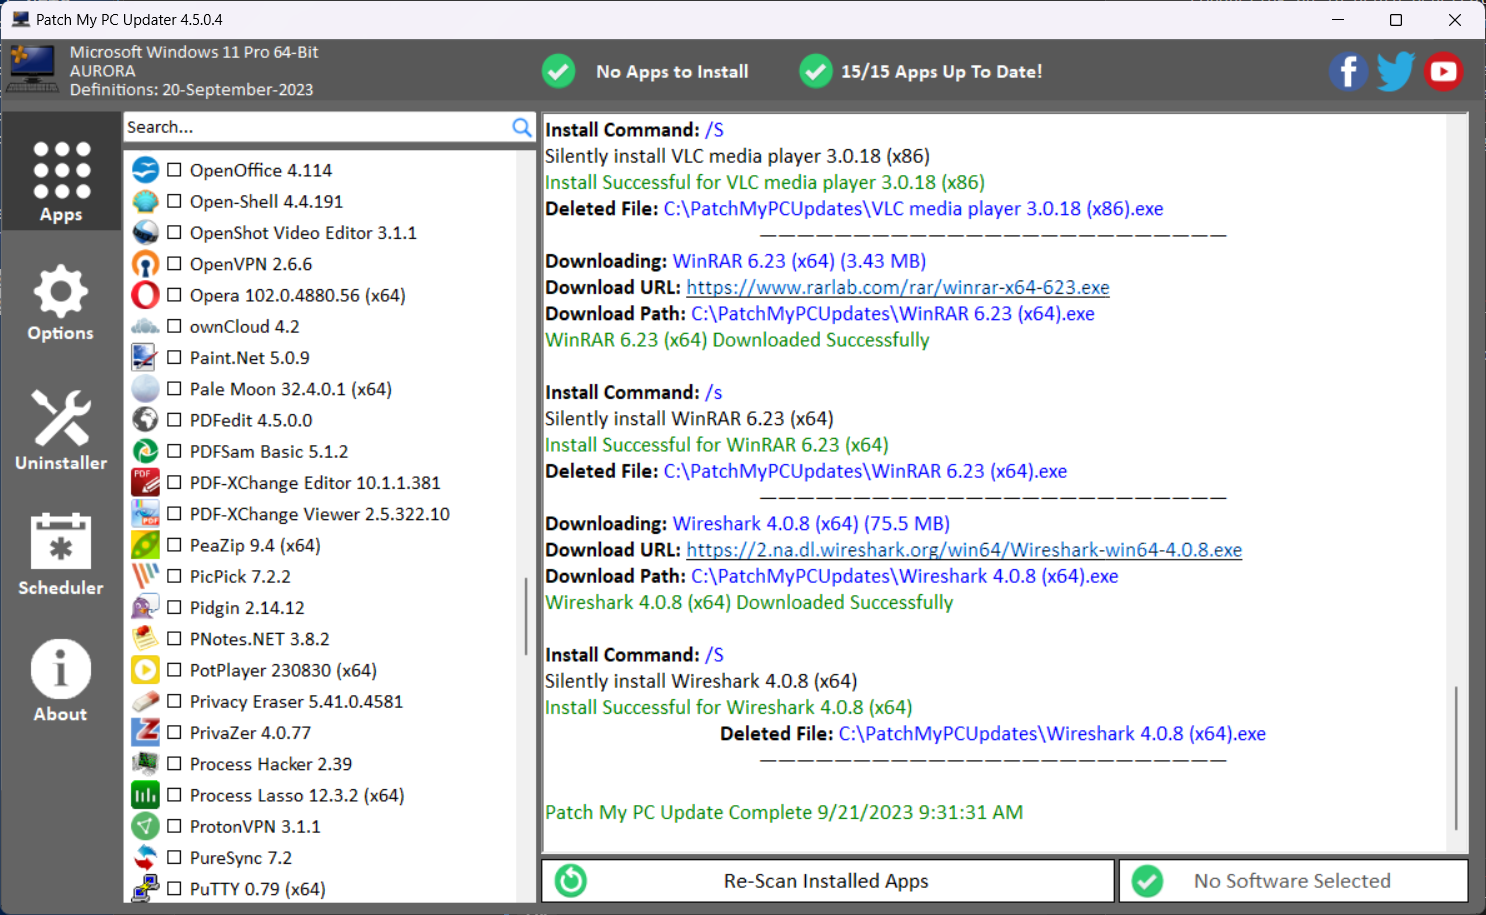 Patch My PC Updater 4.5.0.4
Microsoft Windows 11 Pro 64-Bit
AURORA
Definitions: 20-September-2023
No Apps to Install
15/15 Apps Up To Date!
Apps
Options
Uninstaller
Scheduler
About
Search...
OpenOffice 4.114
Open-Shell 4.4.191
OpenShot Video Editor 3.1.1
OpenVPN 2.6.6
Opera 102.0.4880.56 (x64)
ownCloud 4.2
Paint.Net 5.0.9
Pale Moon 32.4.0.1 (x64)
PDFedit 4.5.0.0
PDFSam Basic 5.1.2
PDF-XChange Editor 10.1.1.381
PDF-XChange Viewer 2.5.322.10
PeaZip 9.4 (x64)
PicPick 7.2.2
Pidgin 2.14.12
PNotes.NET 3.8.2
PotPlayer 230830 (x64)
Privacy Eraser 5.41.0.4581
PrivaZer 4.0.77
Process Hacker 2.39
Process Lasso 12.3.2 (x64)
ProtonVPN 3.1.1
PureSync 7.2
PuTTY 0.79 (x64)
Install Command: /S
Silently install VLC media player 3.0.18 (x86)
Install Successful for VLC media player 3.0.18 (x86)
Deleted File: C:\PatchMyPCUpdates\VLC media player 3.0.18 (x86).exe
Downloading: WinRAR 6.23 (x64) (3.43 MB)
Download URL: https://www.rarlab.com/rar/winrar-x64-623.exe
Download Path: C:\PatchMyPCUpdates\WinRAR 6.23 (x64).exe
WinRAR 6.23 (x64) Downloaded Successfully
Install Command: /s
Silently install WinRAR 6.23 (x64)
Install Successful for WinRAR 6.23 (x64)
Deleted File: C:\PatchMyPCUpdates\WinRAR 6.23 (x64).exe
Downloading: Wireshark 4.0.8 (x64) (75.5 MB)
Download URL: https://2.na.dl.wireshark.org/win64/Wireshark-win64-4.0.8.exe
Download Path: C:\PatchMyPCUpdates\Wireshark 4.0.8 (x64).exe
Wireshark 4.0.8 (x64) Downloaded Successfully
Install Command: /S
Silently install Wireshark 4.0.8 (x64)
Install Successful for Wireshark 4.0.8 (x64)
Deleted File: C:\PatchMyPCUpdates\Wireshark 4.0.8 (x64).exe
Patch My PC Update Complete 9/21/2023 9:31:31 AM
Re-Scan Installed Apps
No Software Selected